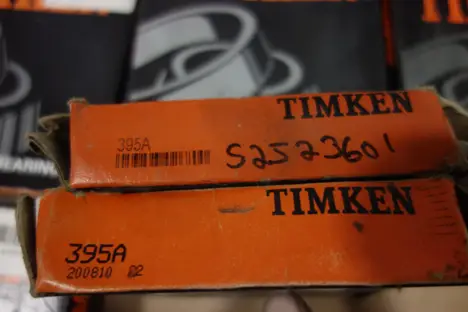 TIMKEN
395A
S2523601
TIMKEN
395A
200810 02
BEARING